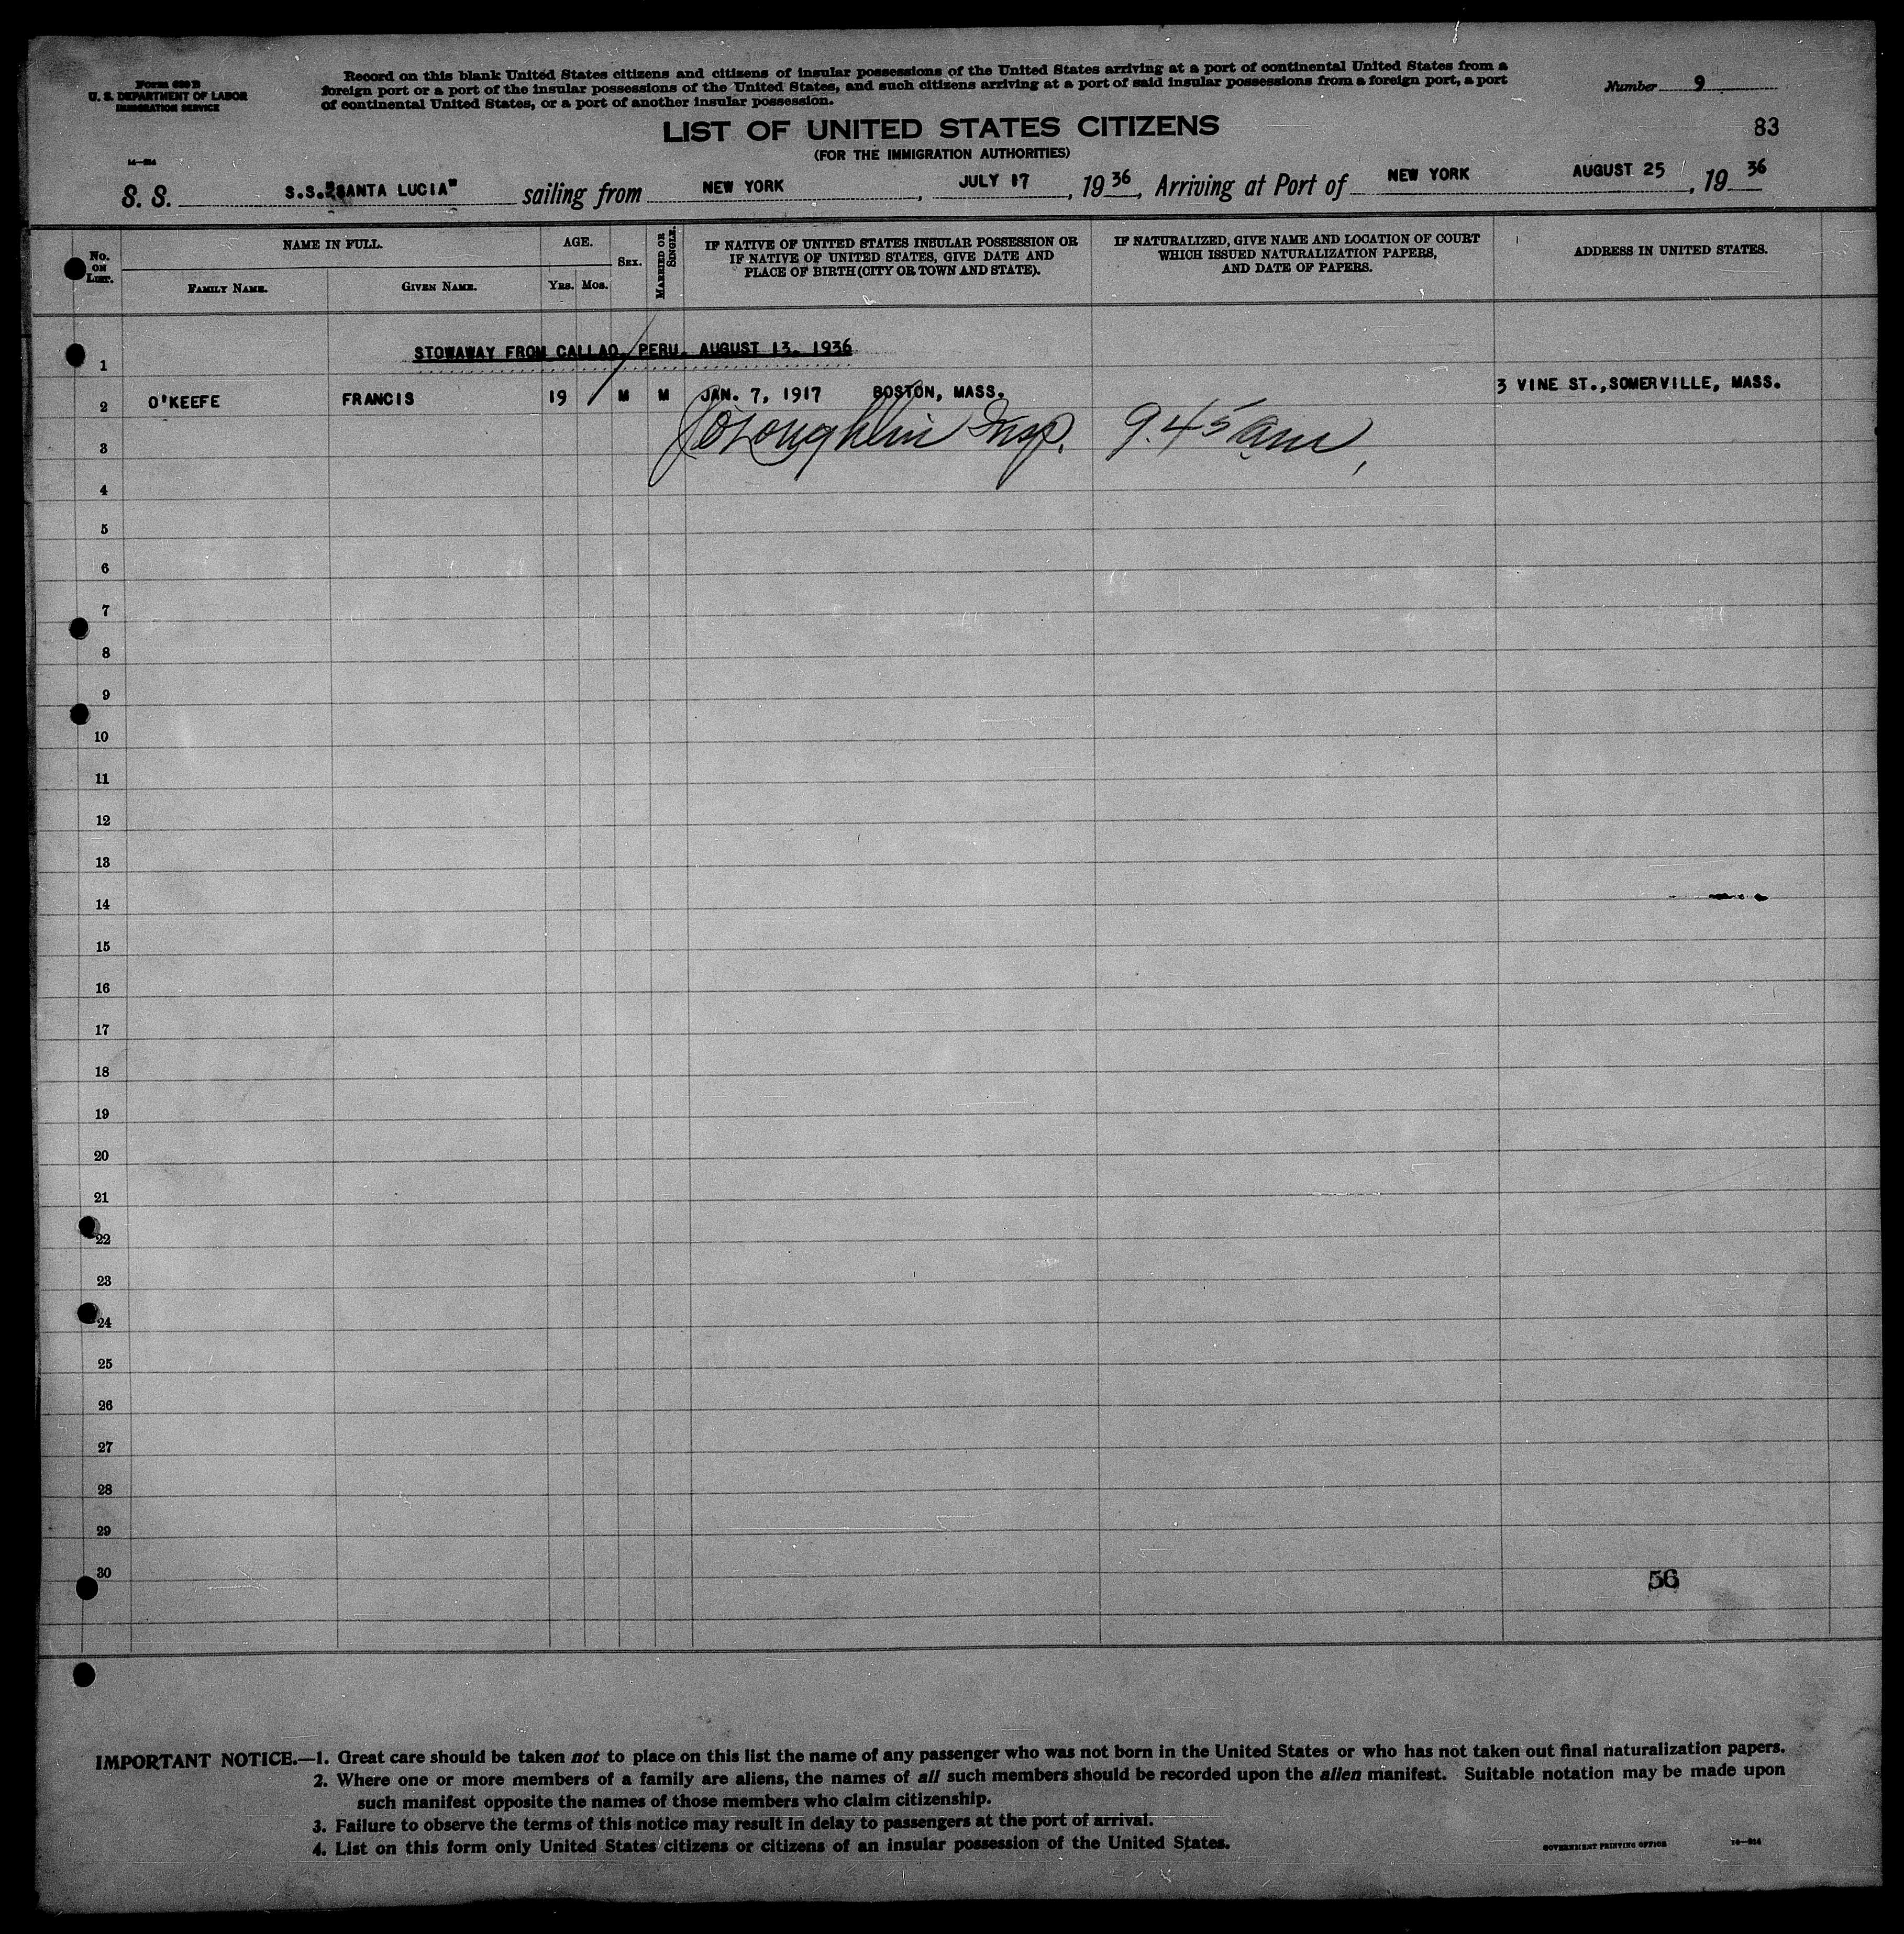 Form 630 B
U. S. DEPARTMENT OF LABOR
IMMIGRATION SERVICE
Record on this blank United States citizens and citizens of insular possessions of the United States arriving at a port of continental United States from a
foreign port or a port of the insular possessions of the United States, and such citizens arriving at a port of said insular possessions from a foreign port, a port
of continental United States, or a port of another insular possession.
Number 9
LIST OF UNITED STATES CITIZENS
83
(FOR THE IMMIGRATION AUTHORITIES)
S. S. S.S."SANTA LUCIA" sailing from NEW YORK, JULY 17, 1936, Arriving at Port of NEW YORK AUGUST 25, 1936
No. ON LIST.
NAME IN FULL.
FAMILY NAME.
GIVEN NAME.
AGE.
YRS. MOS.
SEX.
MARRIED OR SINGLE.
IF NATIVE OF UNITED STATES INSULAR POSSESSION OR
IF NATIVE OF UNITED STATES, GIVE DATE AND
PLACE OF BIRTH (CITY OR TOWN AND STATE).
IF NATURALIZED, GIVE NAME AND LOCATION OF COURT
WHICH ISSUED NATURALIZATION PAPERS,
AND DATE OF PAPERS.
ADDRESS IN UNITED STATES.
1 STOWAWAY FROM CALLAO, PERU. AUGUST 13. 1936
2 O'KEEFE FRANCIS 19 M M JAN. 7, 1917 BOSTON, MASS. 3 VINE ST.,SOMERVILLE, MASS.
3 O'Loughlin Insp. 9.45 am,
4
5
6
7
8
9
10
11
12
13
14
15
16
17
18
19
20
21
22
23
24
25
26
27
28
29
30
56
IMPORTANT NOTICE.—1. Great care should be taken not to place on this list the name of any passenger who was not born in the United States or who has not taken out final naturalization papers.
2. Where one or more members of a family are aliens, the names of all such members should be recorded upon the alien manifest. Suitable notation may be made upon
such manifest opposite the names of those members who claim citizenship.
3. Failure to observe the terms of this notice may result in delay to passengers at the port of arrival.
4. List on this form only United States citizens or citizens of an insular possession of the United States.
GOVERNMENT PRINTING OFFICE